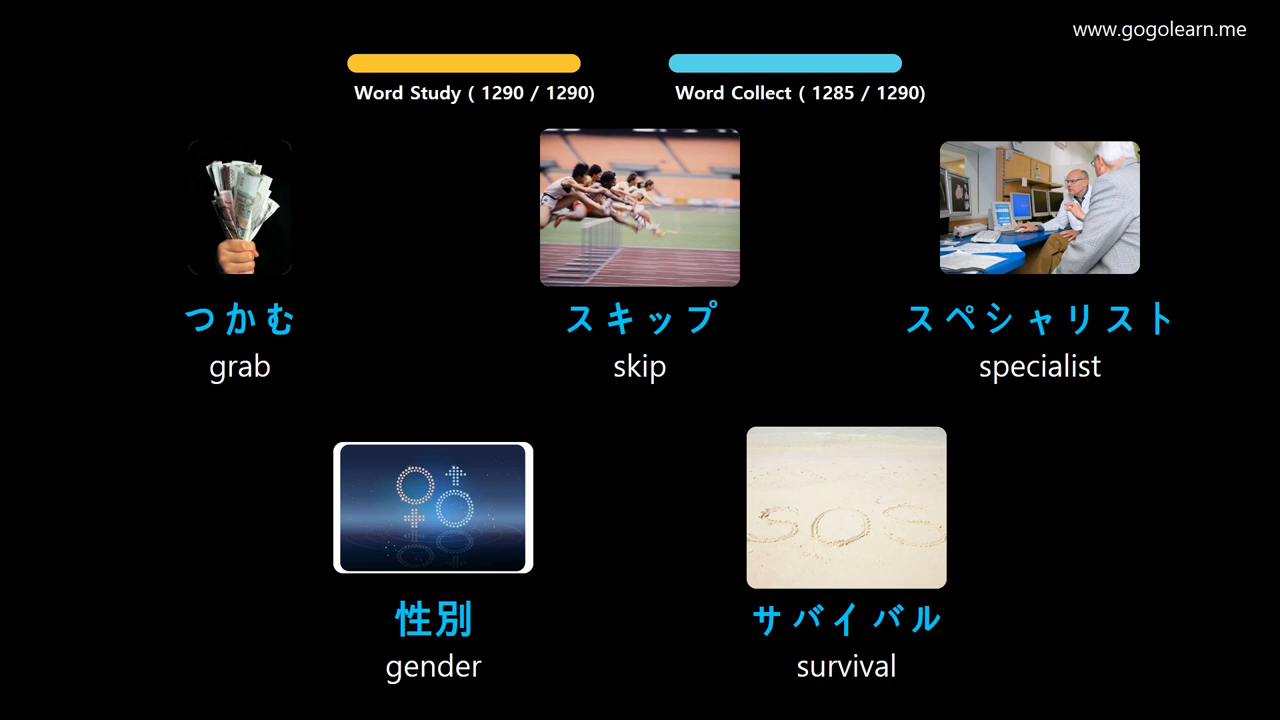 www.gogolearn.me
Word Study ( 1290 / 1290)
Word Collect ( 1285 / 1290)
つかむ
grab
スキップ
skip
スペシャリスト
specialist
性別
gender
SOS
サバイバル
survival